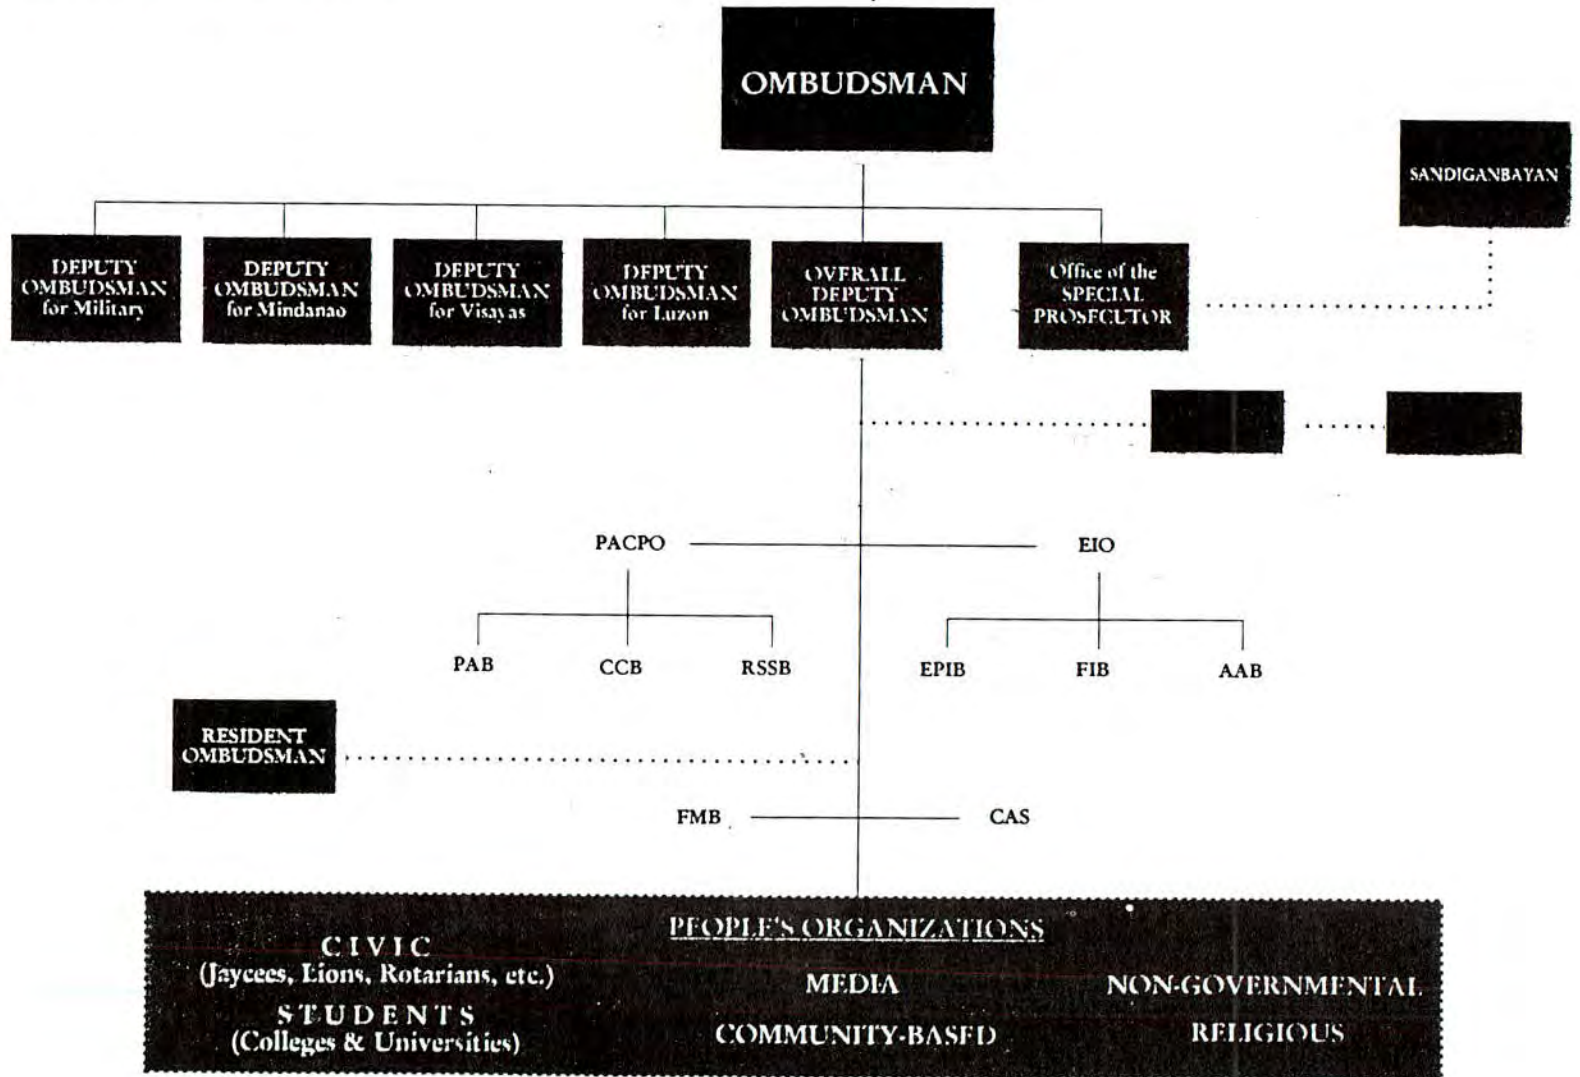 OMBUDSMAN
SANDIGANBAYAN
DEPUTY
OMBUDSMAN
for Military
DEPUTY
OMBUDSMAN
for Mindanao
DEPUTY
OMBUDSMAN
for Visayas
DEPUTY
OMBUDSMAN
for Luzon
OVERALL
DEPUTY
OMBUDSMAN
Office of the
SPECIAL
PROSECUTOR
PACPO
EIO
PAB
CCB
RSSB
EPIB
FIB
AAB
RESIDENT
OMBUDSMAN
FMB
CAS
PEOPLE'S ORGANIZATIONS
CIVIC
(Jaycees, Lions, Rotarians, etc.)
MEDIA
NON-GOVERNMENTAL
STUDENTS
(Colleges & Universities)
COMMUNITY-BASED
RELIGIOUS